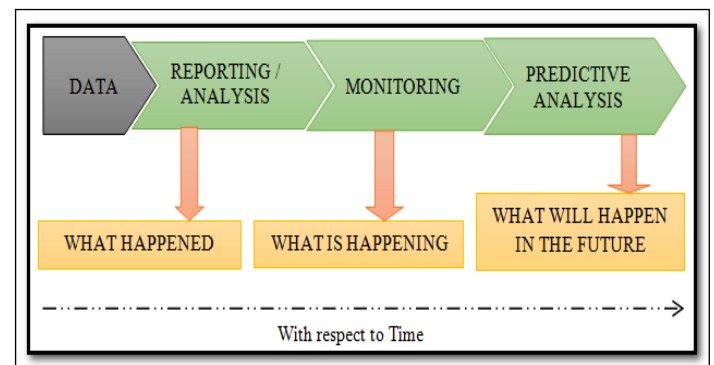 DATA
REPORTING /
ANALYSIS
MONITORING
PREDICTIVE
ANALYSIS
WHAT HAPPENED
WHAT IS HAPPENING
WHAT WILL HAPPEN
IN THE FUTURE
With respect to Time